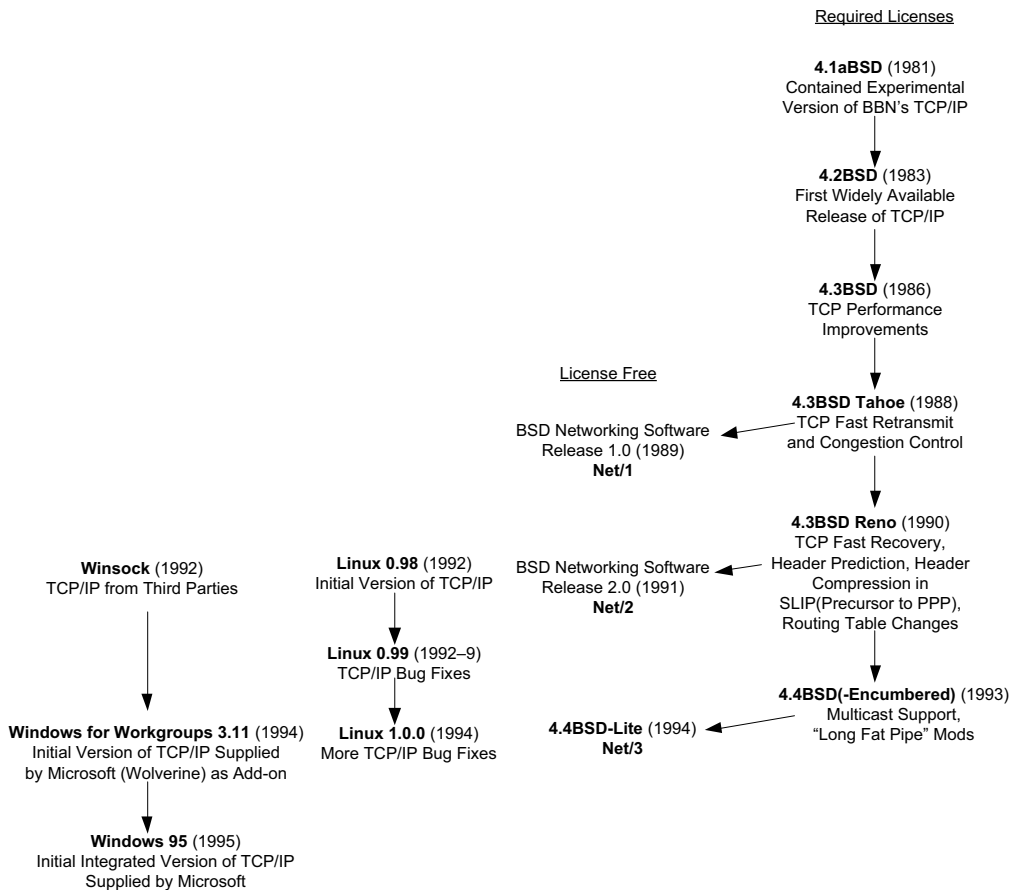 Required Licenses
4.1aBSD (1981)
Contained Experimental
Version of BBN's TCP/IP
4.2BSD (1983)
First Widely Available
Release of TCP/IP
4.3BSD (1986)
TCP Performance
Improvements
4.3BSD Tahoe (1988)
TCP Fast Retransmit
and Congestion Control
4.3BSD Reno (1990)
TCP Fast Recovery,
Header Prediction, Header
Compression in
SLIP(Precursor to PPP),
Routing Table Changes
4.4BSD(-Encumbered) (1993)
Multicast Support,
“Long Fat Pipe” Mods
License Free
BSD Networking Software
Release 1.0 (1989)
Net/1
BSD Networking Software
Release 2.0 (1991)
Net/2
4.4BSD-Lite (1994)
Net/3
Linux 0.98 (1992)
Initial Version of TCP/IP
Linux 0.99 (1992–9)
TCP/IP Bug Fixes
Linux 1.0.0 (1994)
More TCP/IP Bug Fixes
Winsock (1992)
TCP/IP from Third Parties
Windows for Workgroups 3.11 (1994)
Initial Version of TCP/IP Supplied
by Microsoft (Wolverine) as Add-on
Windows 95 (1995)
Initial Integrated Version of TCP/IP
Supplied by Microsoft